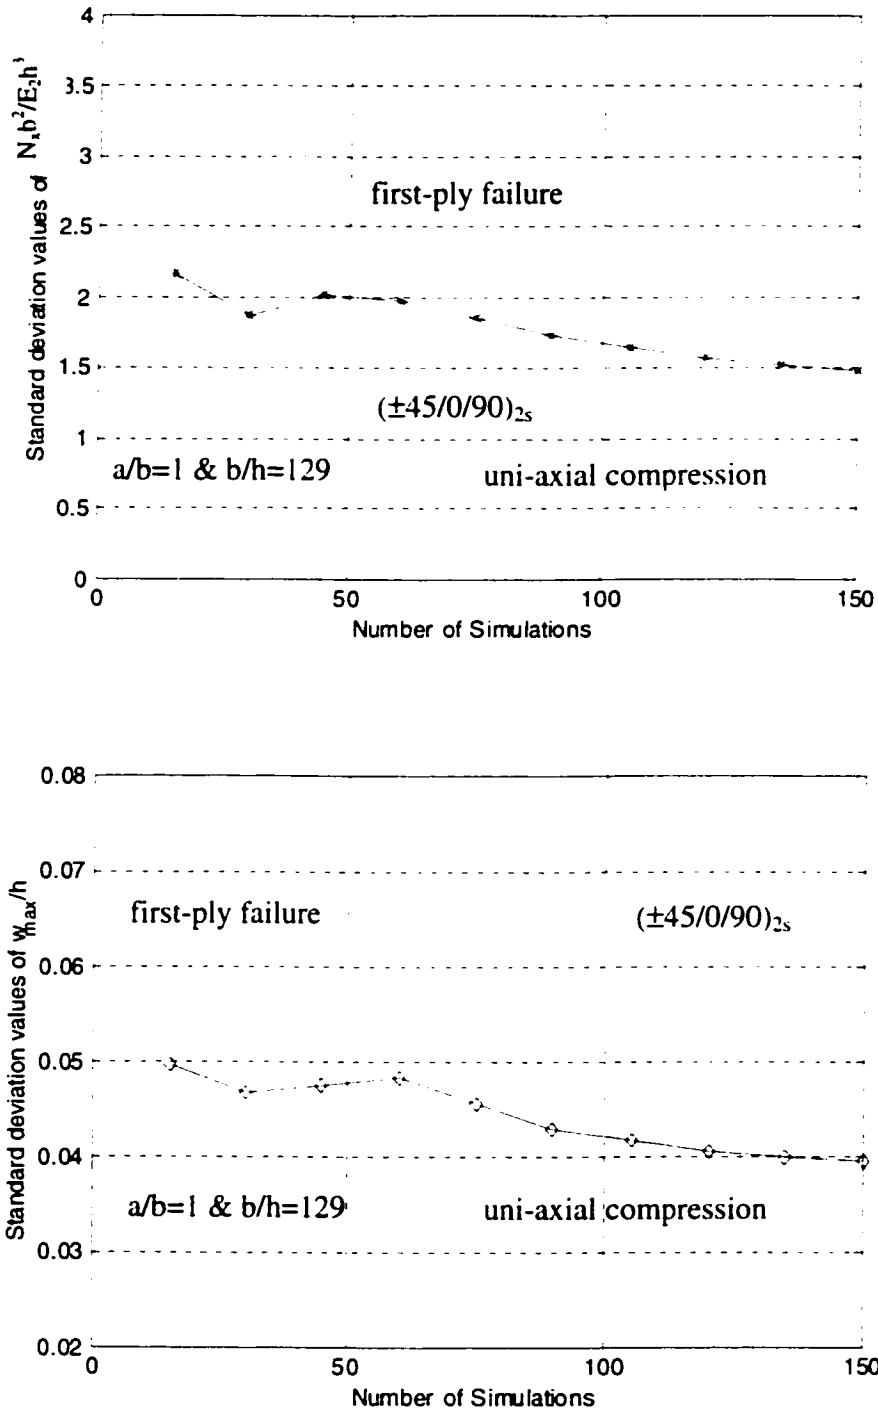 4
3.5
3
2.5
2
1.5
1
0.5
0
Standard deviation values of Nₓb²/E₂h³
first-ply failure
(±45/0/90)₂ₛ
a/b=1 & b/h=129
uni-axial compression
0
50
100
150
Number of Simulations
0.08
0.07
0.06
0.05
0.04
0.03
0.02
Standard deviation values of wmax/h
first-ply failure
(±45/0/90)₂ₛ
a/b=1 & b/h=129
uni-axial compression
0
50
100
150
Number of Simulations